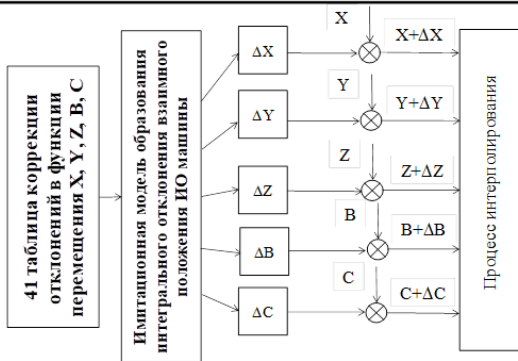 41 таблица коррекции
отклонений в функции
перемещения X, Y, Z, B, C
Имитационная модель образования
интегрального отклонения взаимного
положения ИО машины
ΔX
ΔY
ΔZ
ΔB
ΔC
X
Y
Z
B
C
X+ΔX
Y+ΔY
Z+ΔZ
B+ΔB
C+ΔC
Процесс интерполирования